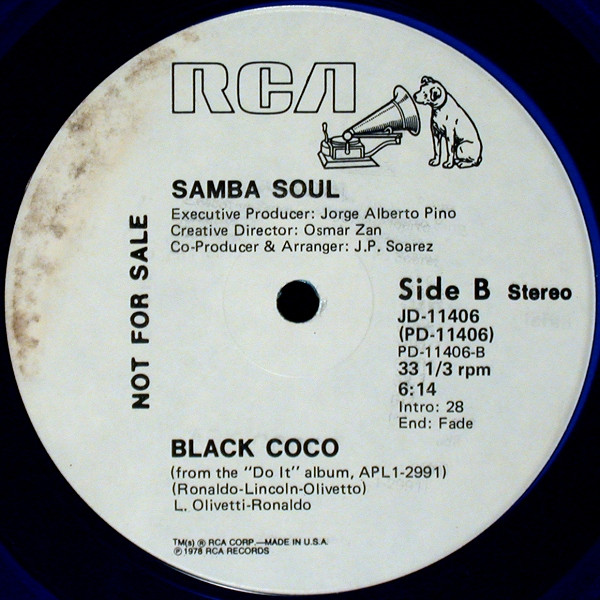 RCA
SAMBA SOUL
Executive Producer: Jorge Alberto Pino
Creative Director: Osmar Zan
Co-Producer & Arranger: J.P. Soarez
NOT FOR SALE
Side B Stereo
JD-11406
(PD-11406)
PD-11406-B
33 1/3 rpm
6:14
Intro: 28
End: Fade
BLACK COCO
(from the "Do It" album, APL1-2991)
(Ronaldo-Lincoln-Olivetto)
L. Olivetti-Ronaldo
TM(s) ® RCA CORP.—MADE IN U.S.A.
℗ 1978 RCA RECORDS